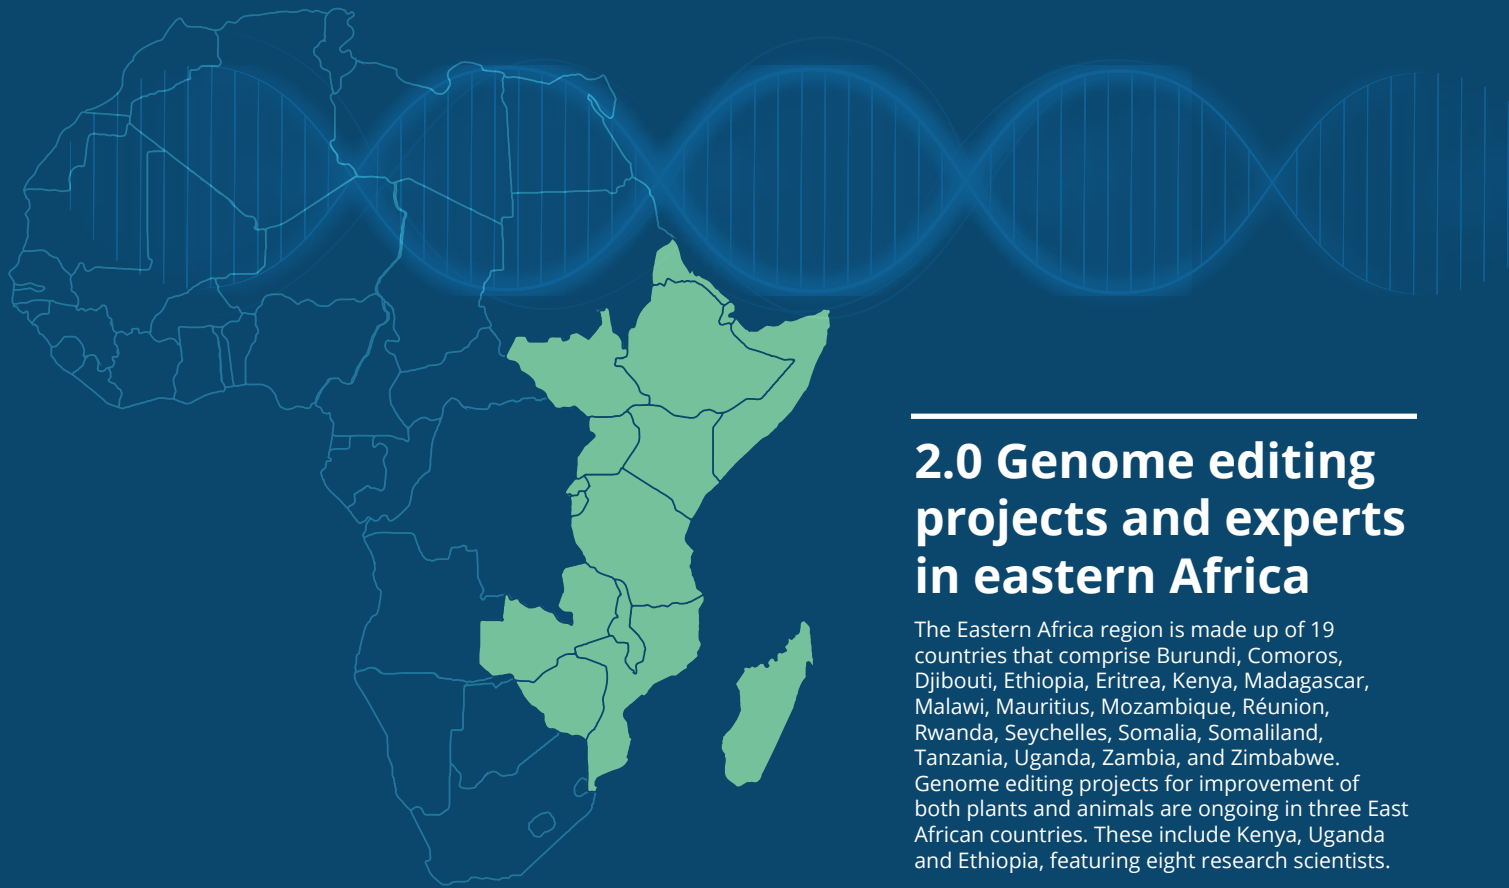 2.0 Genome editing
projects and experts
in eastern Africa
The Eastern Africa region is made up of 19
countries that comprise Burundi, Comoros,
Djibouti, Ethiopia, Eritrea, Kenya, Madagascar,
Malawi, Mauritius, Mozambique, Réunion,
Rwanda, Seychelles, Somalia, Somaliland,
Tanzania, Uganda, Zambia, and Zimbabwe.
Genome editing projects for improvement of
both plants and animals are ongoing in three East
African countries. These include Kenya, Uganda
and Ethiopia, featuring eight research scientists.